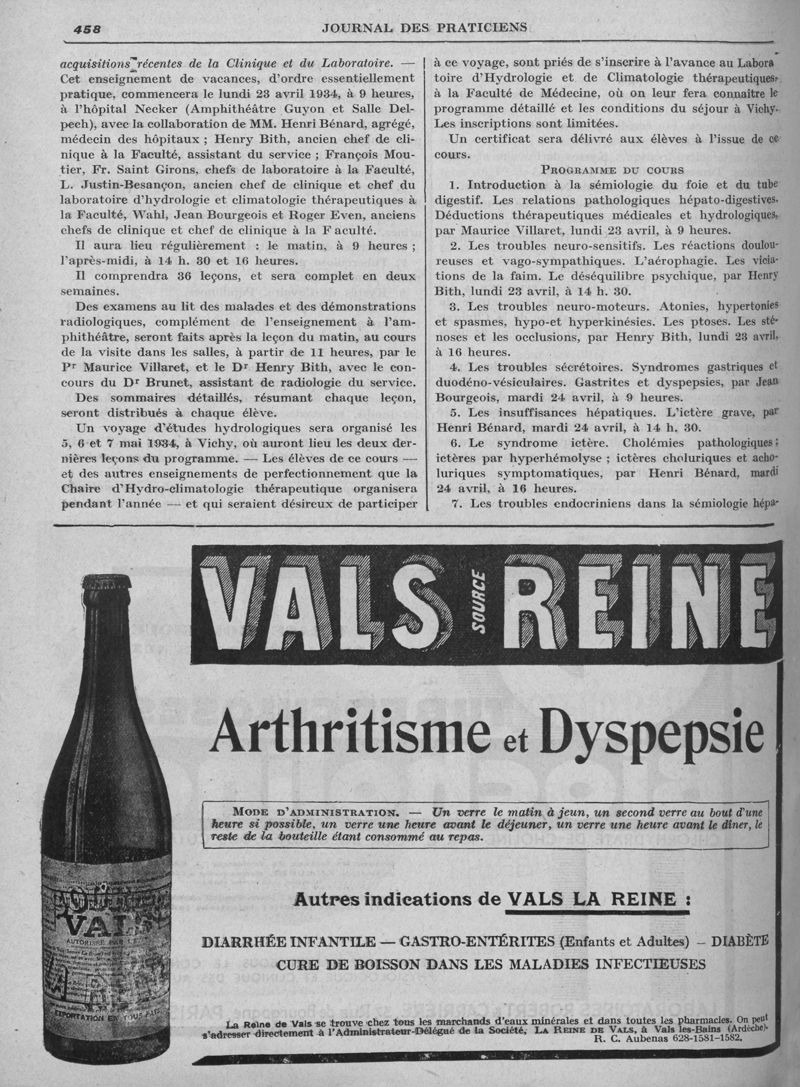 458
JOURNAL DES PRATICIENS
acquisitions récentes de la Clinique et du Laboratoire. —
Cet enseignement de vacances, d'ordre essentiellement
pratique, commencera le lundi 23 avril 1934, à 9 heures,
à l'hôpital Necker (Amphithéâtre Guyon et Salle Del-
pech), avec la collaboration de MM. Henri Bénard, agrégé,
médecin des hôpitaux ; Henry Bith, ancien chef de cli-
nique à la Faculté, assistant du service ; François Mou-
tier, Fr. Saint Girons, chefs de laboratoire à la Faculté,
L. Justin-Besançon, ancien chef de clinique et chef du
laboratoire d'hydrologie et climatologie thérapeutiques à
la Faculté, Wahl, Jean Bourgeois et Roger Even, anciens
chefs de clinique et chef de clinique à la F aculté.
Il aura lieu régulièrement : le matin, à 9 heures ;
l'après-midi, à 14 h. 30 et 16 heures.
Il comprendra 36 leçons, et sera complet en deux
semaines.
Des examens au lit des malades et des démonstrations
radiologiques, complément de l'enseignement à l'am-
phithéâtre, seront faits après la leçon du matin, au cours
de la visite dans les salles, à partir de 11 heures, par le
Pr Maurice Villaret, et le Dr Henry Bith, avec le con-
cours du Dr Brunet, assistant de radiologie du service.
Des sommaires détaillés, résumant chaque leçon,
seront distribués à chaque élève.
Un voyage d'études hydrologiques sera organisé les
5, 6 et 7 mai 1934, à Vichy, où auront lieu les deux der-
nières leçons du programme. — Les élèves de ce cours —
et des autres enseignements de perfectionnement que la
Chaire d'Hydro-climatologie thérapeutique organisera
pendant l'année — et qui seraient désireux de participer
à ce voyage, sont priés de s'inscrire à l'avance au Labora
toire d'Hydrologie et de Climatologie thérapeutiques,
à la Faculté de Médecine, où on leur fera connaître le
programme détaillé et les conditions du séjour à Vichy.
Les inscriptions sont limitées.
Un certificat sera délivré aux élèves à l'issue de ce
cours.
PROGRAMME DU COURS
1. Introduction à la sémiologie du foie et du tube
digestif. Les relations pathologiques hépato-digestives.
Déductions thérapeutiques médicales et hydrologiques,
par Maurice Villaret, lundi 23 avril, à 9 heures.
2. Les troubles neuro-sensitifs. Les réactions doulou-
reuses et vago-sympathiques. L'aérophagie. Les vicia-
tions de la faim. Le déséquilibre psychique, par Henry
Bith, lundi 23 avril, à 14 h. 30.
3. Les troubles neuro-moteurs. Atonies, hypertonies
et spasmes, hypo-et hyperkinésies. Les ptoses. Les sté-
noses et les occlusions, par Henry Bith, lundi 23 avril,
à 16 heures.
4. Les troubles sécrétoires. Syndromes gastriques et
duodéno-vésiculaires. Gastrites et dyspepsies, par Jean
Bourgeois, mardi 24 avril, à 9 heures.
5. Les insuffisances hépatiques. L'ictère grave, par
Henri Bénard, mardi 24 avril, à 14 h. 30.
6. Le syndrome ictère. Cholémies pathologiques ;
ictères par hyperhémolyse ; ictères choluriques et acho-
luriques symptomatiques, par Henri Bénard, mardi
24 avril, à 16 heures.
7. Les troubles endocriniens dans la sémiologie hépa-
VALS SOURCE REINE
Arthritisme et Dyspepsie
MODE D'ADMINISTRATION. — Un verre le matin à jeun, un second verre au bout d'une
heure si possible, un verre une heure avant le déjeuner, un verre une heure avant le dîner, le
reste de la bouteille étant consommé au repas.
Autres indications de VALS LA REINE :
DIARRHÉE INFANTILE — GASTRO-ENTÉRITES (Enfants et Adultes) — DIABÈTE
CURE DE BOISSON DANS LES MALADIES INFECTIEUSES
La Reine de Vals se trouve chez tous les marchands d'eaux minérales et dans toutes les pharmacies. On peut
s'adresser directement à l'Administrateur-Délégué de la Société, LA REINE DE VALS, à Vals les-Bains (Ardèche).
R. C. Aubenas 628-1581-1582.
VALS
AUTORISÉE PAR L'ÉTAT
EXPORTATION EN TOUS PAYS